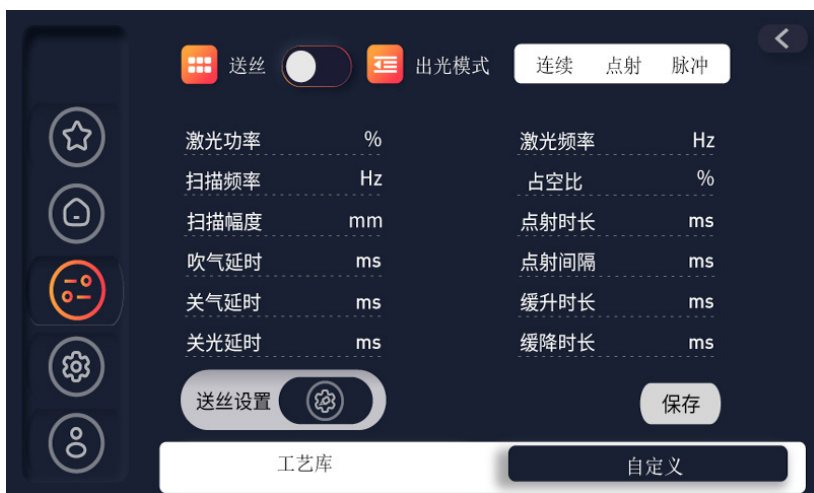 送丝 出光模式 连续 点射 脉冲
激光功率 % 激光频率 Hz
扫描频率 Hz 占空比 %
扫描幅度 mm 点射时长 ms
吹气延时 ms 点射间隔 ms
关气延时 ms 缓升时长 ms
关光延时 ms 缓降时长 ms
送丝设置 保存
工艺库 自定义